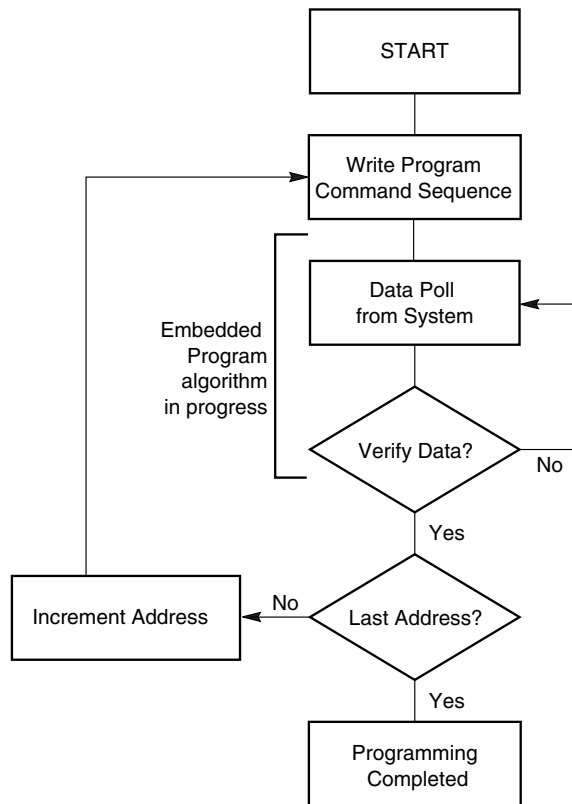 START
Write Program
Command Sequence
Data Poll
from System
Embedded
Program
algorithm
in progress
Verify Data?
No
Yes
Increment Address
No
Last Address?
Yes
Programming
Completed